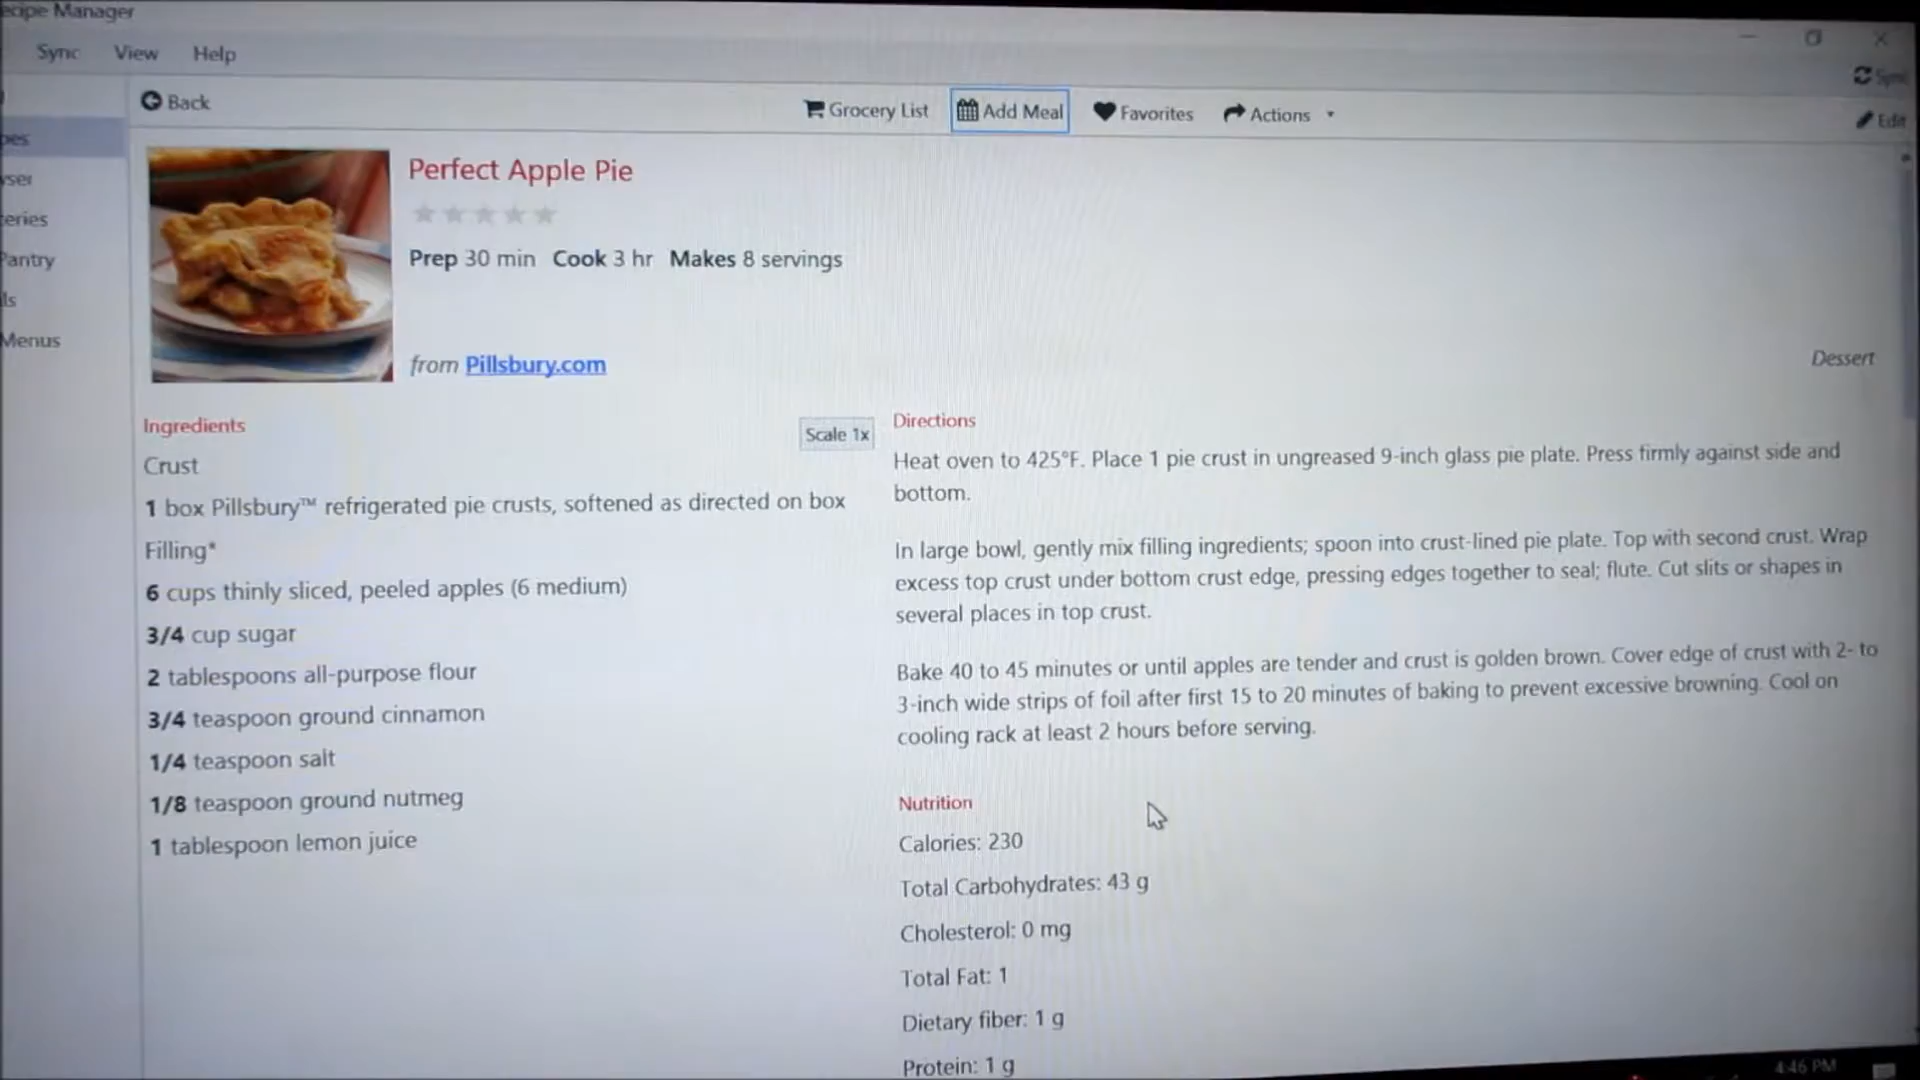 Recipe Manager
Sync View Help
Sync
Back
Grocery List Add Meal Favorites Actions
Edit
Pantry
Menus
Perfect Apple Pie
Prep 30 min Cook 3 hr Makes 8 servings
from Pillsbury.com
Dessert
Ingredients
Scale 1x
Crust
1 box Pillsbury™ refrigerated pie crusts, softened as directed on box
Filling*
6 cups thinly sliced, peeled apples (6 medium)
3/4 cup sugar
2 tablespoons all-purpose flour
3/4 teaspoon ground cinnamon
1/4 teaspoon salt
1/8 teaspoon ground nutmeg
1 tablespoon lemon juice
Directions
Heat oven to 425°F. Place 1 pie crust in ungreased 9-inch glass pie plate. Press firmly against side and
bottom.
In large bowl, gently mix filling ingredients; spoon into crust-lined pie plate. Top with second crust. Wrap
excess top crust under bottom crust edge, pressing edges together to seal; flute. Cut slits or shapes in
several places in top crust.
Bake 40 to 45 minutes or until apples are tender and crust is golden brown. Cover edge of crust with 2- to
3-inch wide strips of foil after first 15 to 20 minutes of baking to prevent excessive browning. Cool on
cooling rack at least 2 hours before serving.
Nutrition
Calories: 230
Total Carbohydrates: 43 g
Cholesterol: 0 mg
Total Fat: 1
Dietary fiber: 1 g
Protein: 1 g
4:46 PM